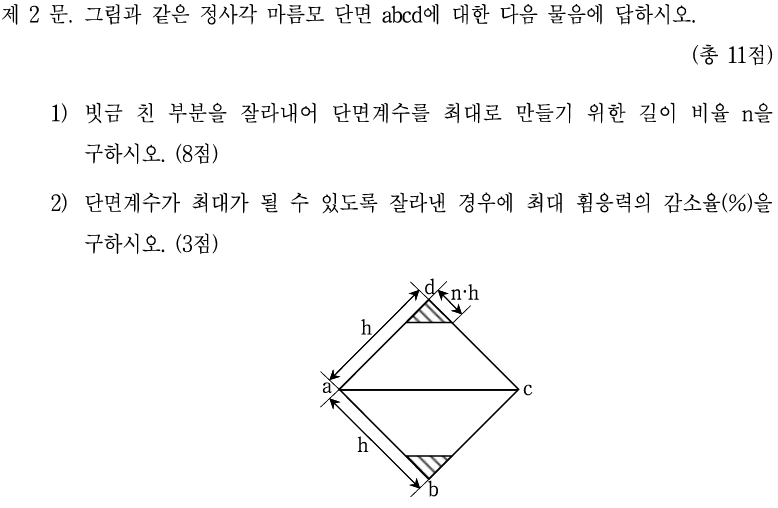 제 2 문. 그림과 같은 정사각 마름모 단면 abcd에 대한 다음 물음에 답하시오.
(총 11점)
1) 빗금 친 부분을 잘라내어 단면계수를 최대로 만들기 위한 길이 비율 n을
구하시오. (8점)
2) 단면계수가 최대가 될 수 있도록 잘라낸 경우에 최대 휨응력의 감소율(%)을
구하시오. (3점)
d
n·h
h
a
c
h
b